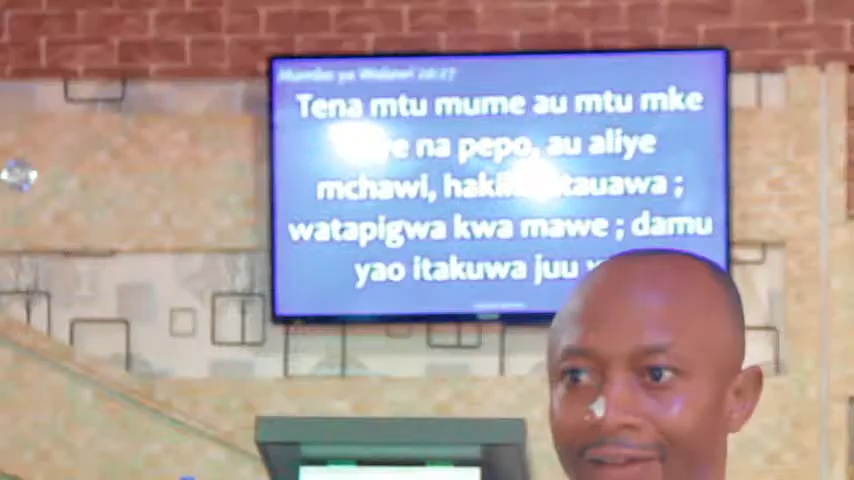 Mambo ya Walawi 20:27
Tena mtu mume au mtu mke
na pepo, au aliye
mchawi,
watapigwa kwa mawe ; damu
yao itakuwa juu